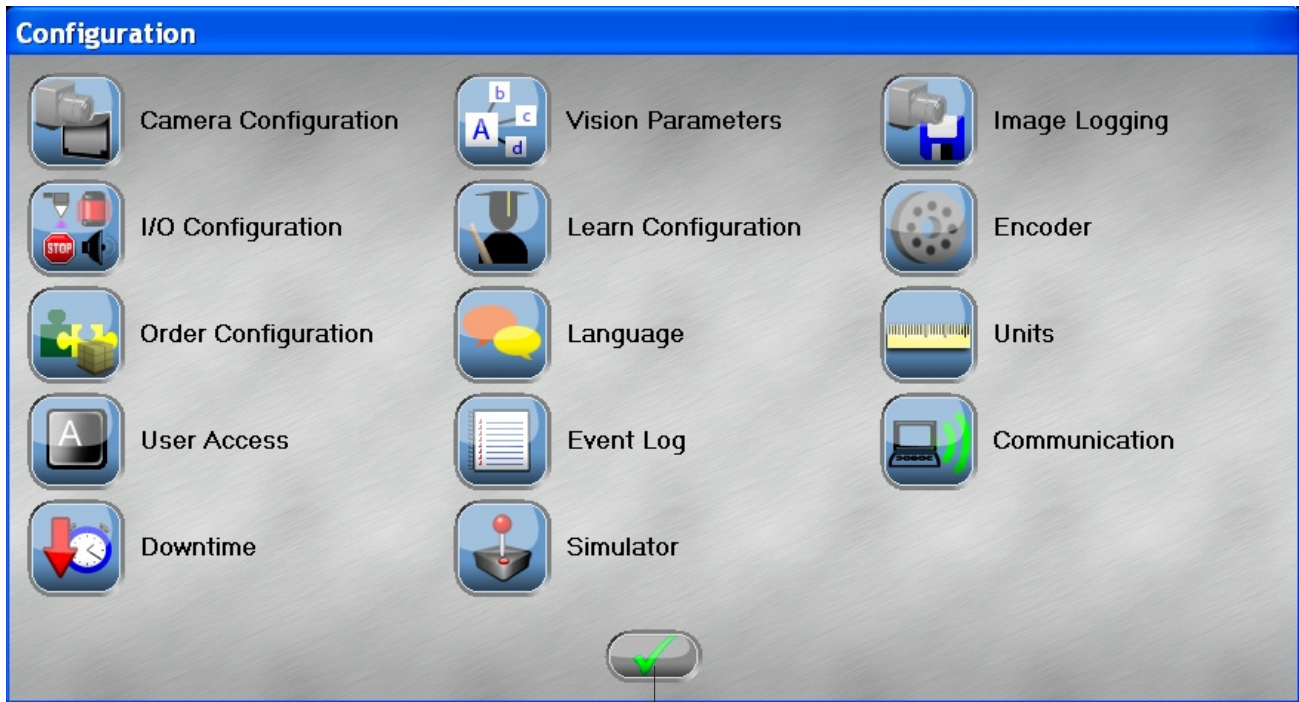 Configuration
Camera Configuration
Vision Parameters
b
c
A
d
Image Logging
I/O Configuration
STOP
Learn Configuration
Encoder
Order Configuration
Language
Units
User Access
A
Event Log
Communication
Downtime
Simulator